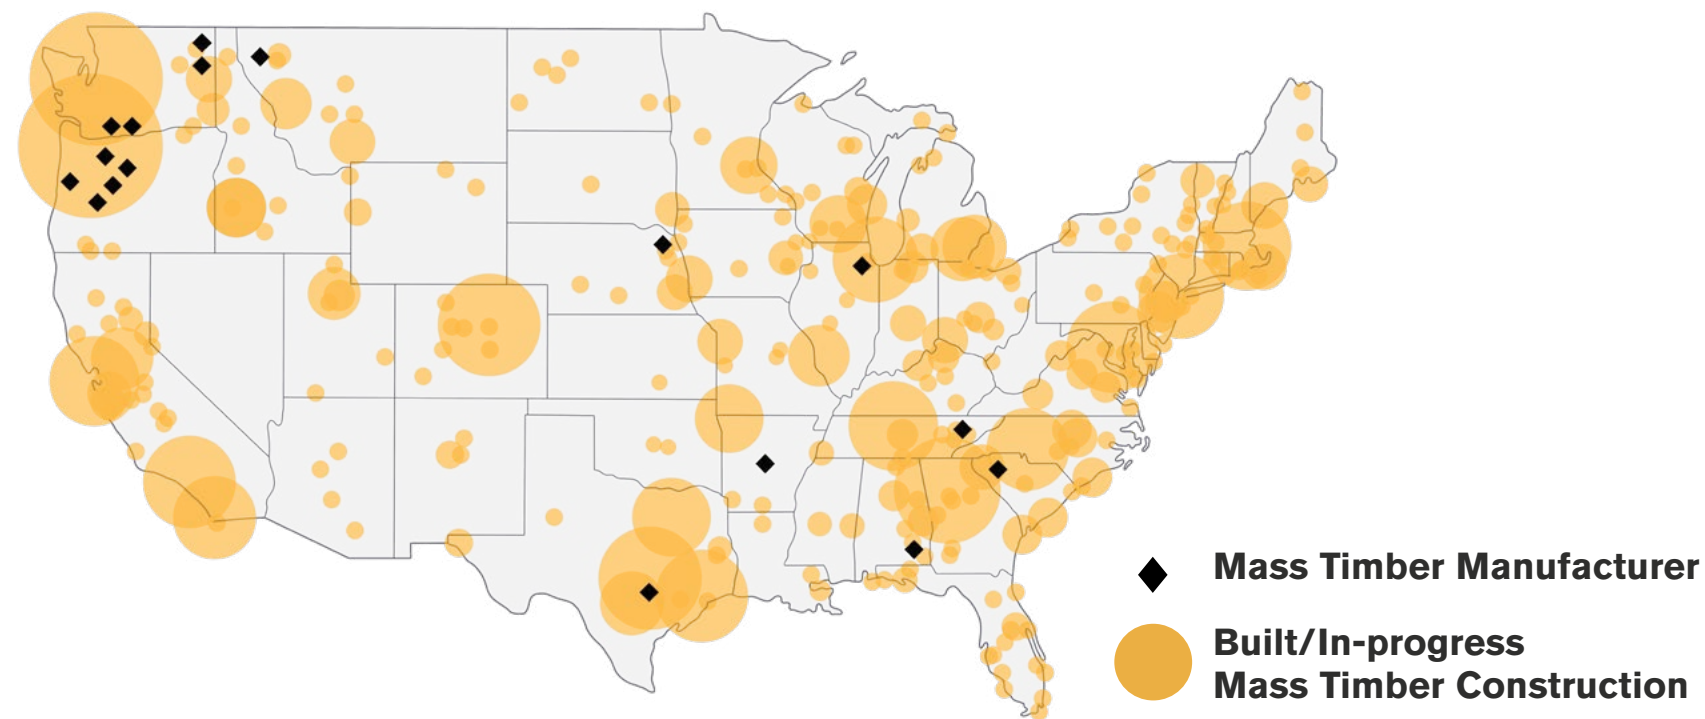 Mass Timber Manufacturer
Built/In-progress
Mass Timber Construction